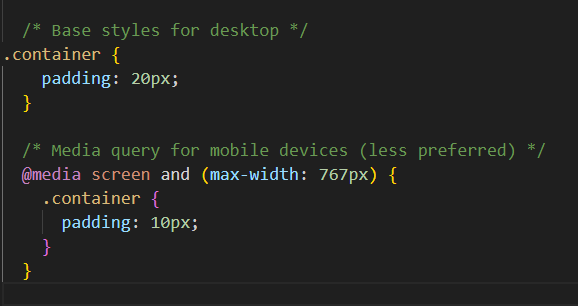 /* Base styles for desktop */
.container {
padding: 20px;
}
/* Media query for mobile devices (less preferred) */
@media screen and (max-width: 767px) {
.container {
padding: 10px;
}
}